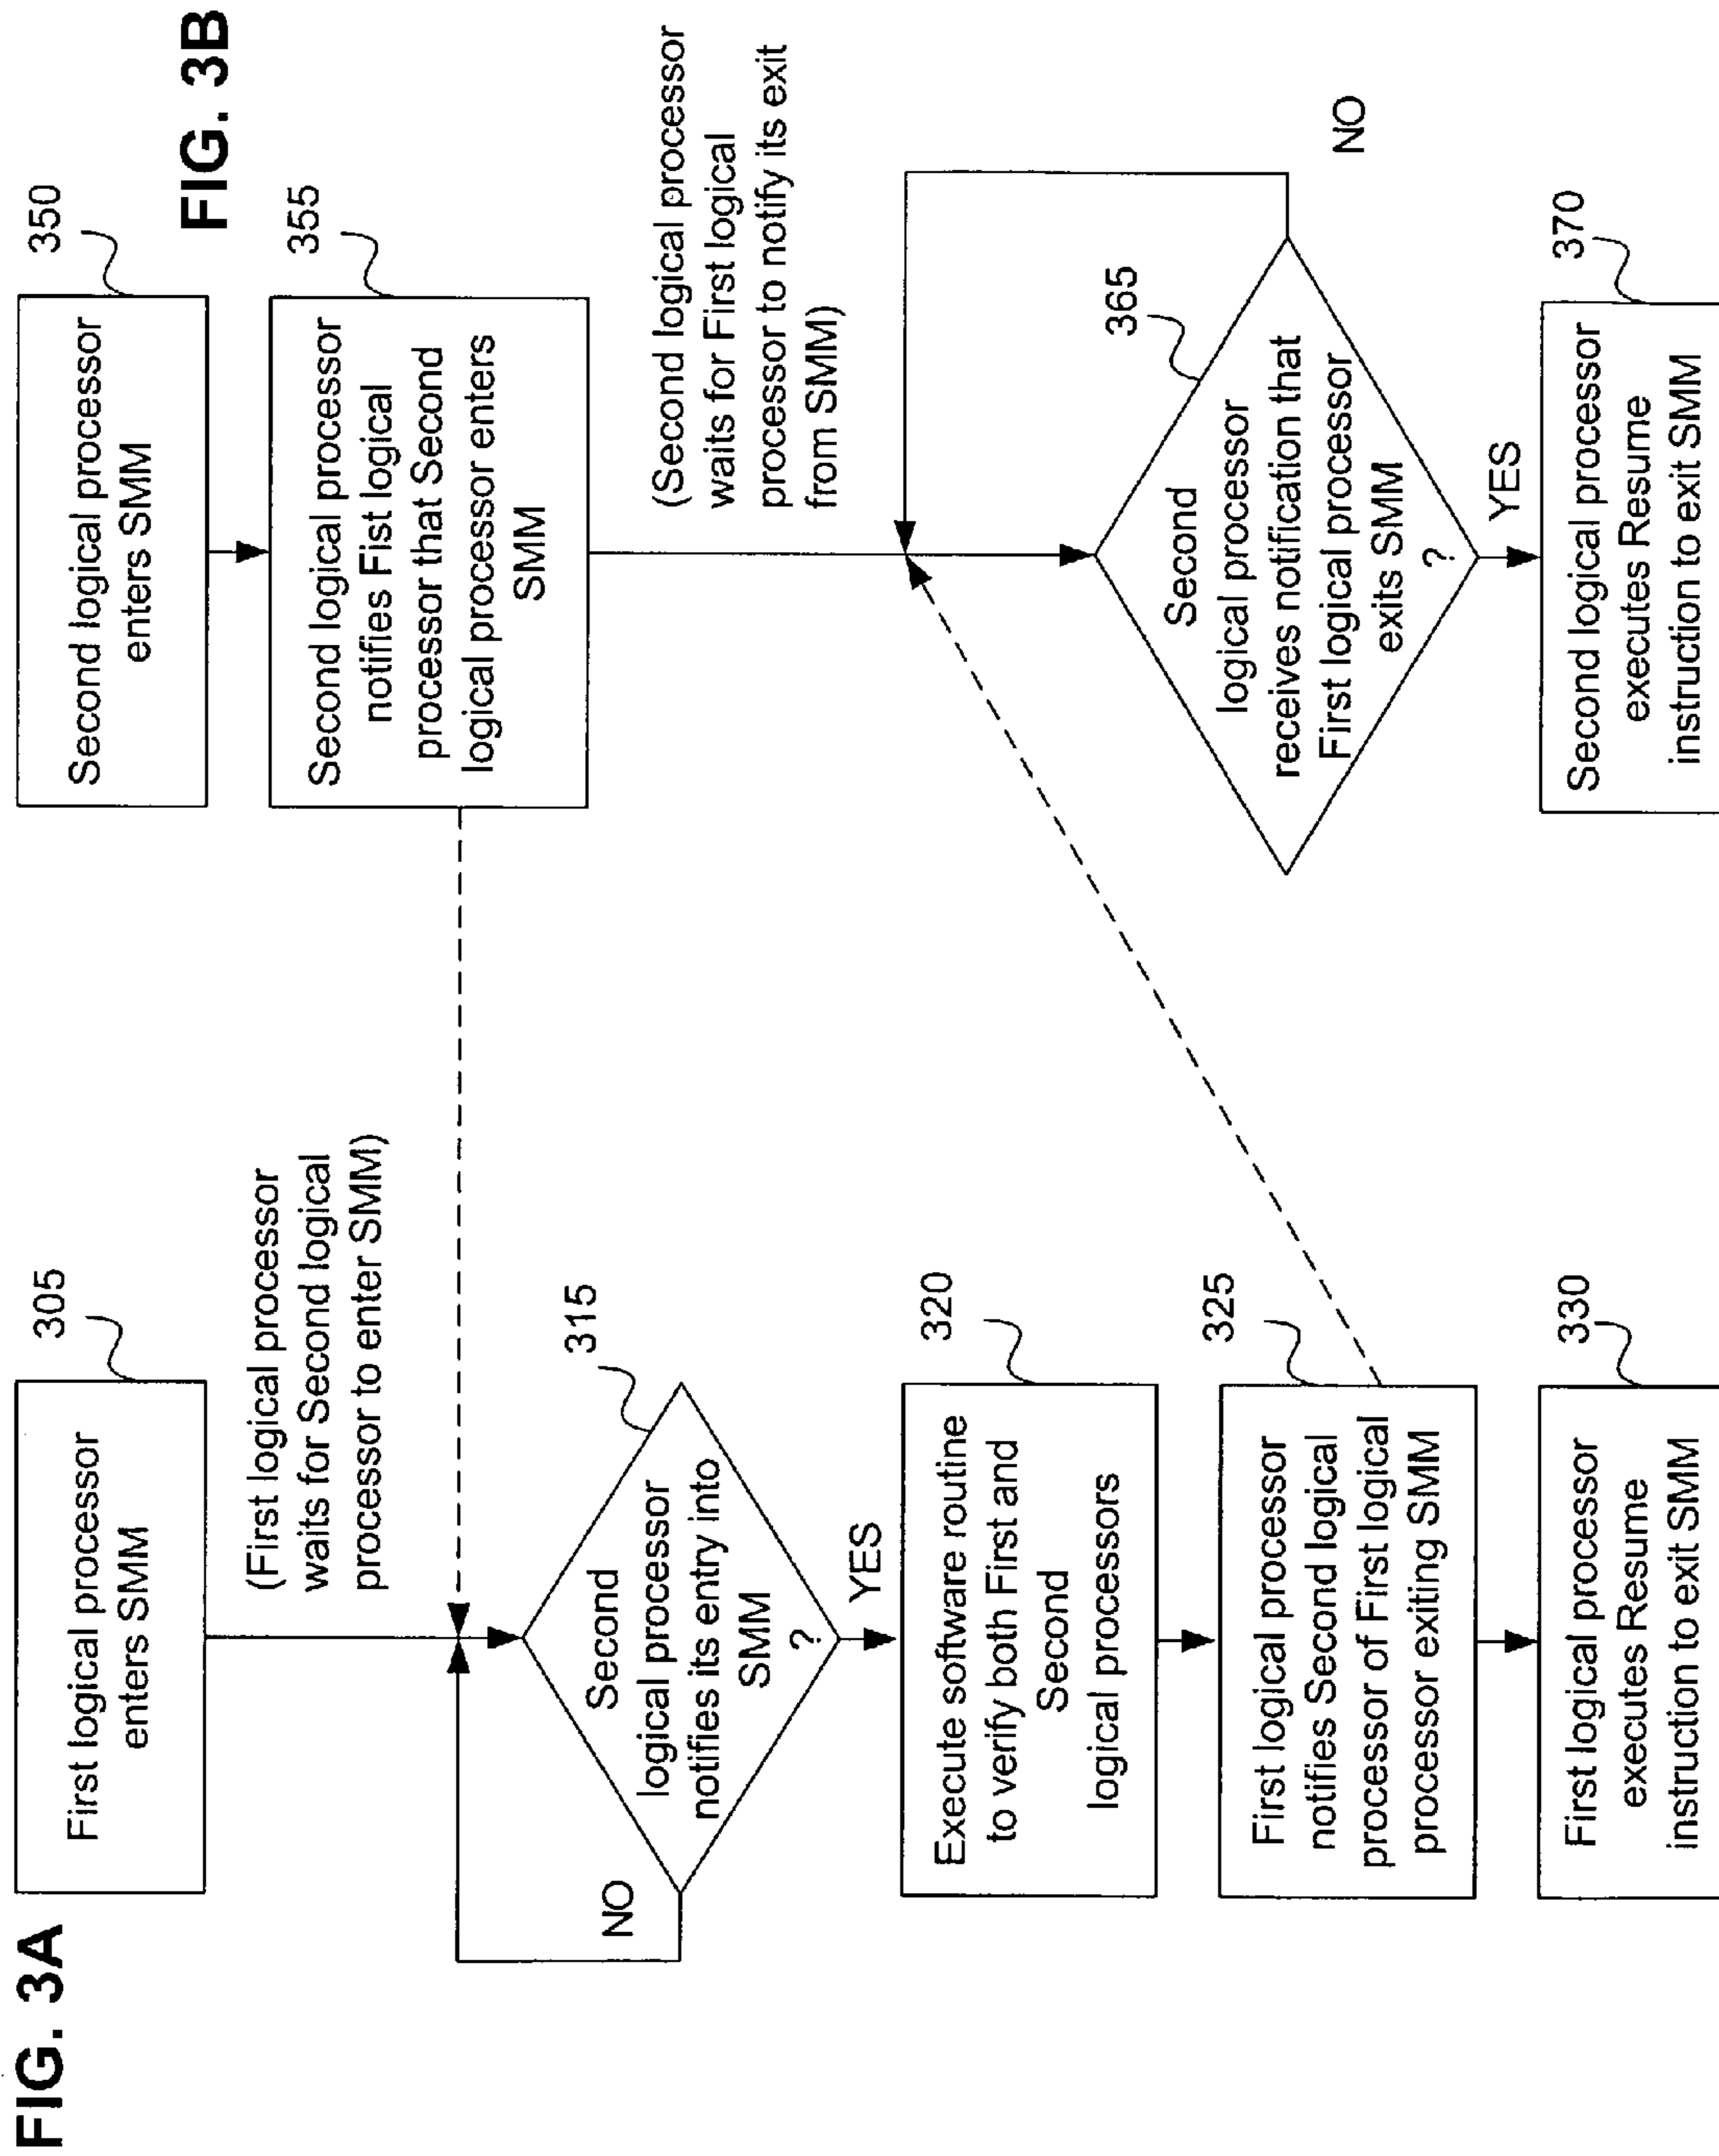 FIG. 3A
First logical processor
enters SMM
305
(First logical processor
waits for Second logical
processor to enter SMM)
Second
logical processor
notifies its entry into
SMM
?
315
NO
YES
Execute software routine
to verify both First and
Second
logical processors
320
First logical processor
notifies Second logical
processor of First logical
processor exiting SMM
325
First logical processor
executes Resume
instruction to exit SMM
330
FIG. 3B
Second logical processor
enters SMM
350
Second logical processor
notifies Fist logical
processor that Second
logical processor enters
SMM
355
(Second logical processor
waits for First logical
processor to notify its exit
from SMM)
Second
logical processor
receives notification that
First logical processor
exits SMM
?
365
NO
YES
Second logical processor
executes Resume
instruction to exit SMM
370